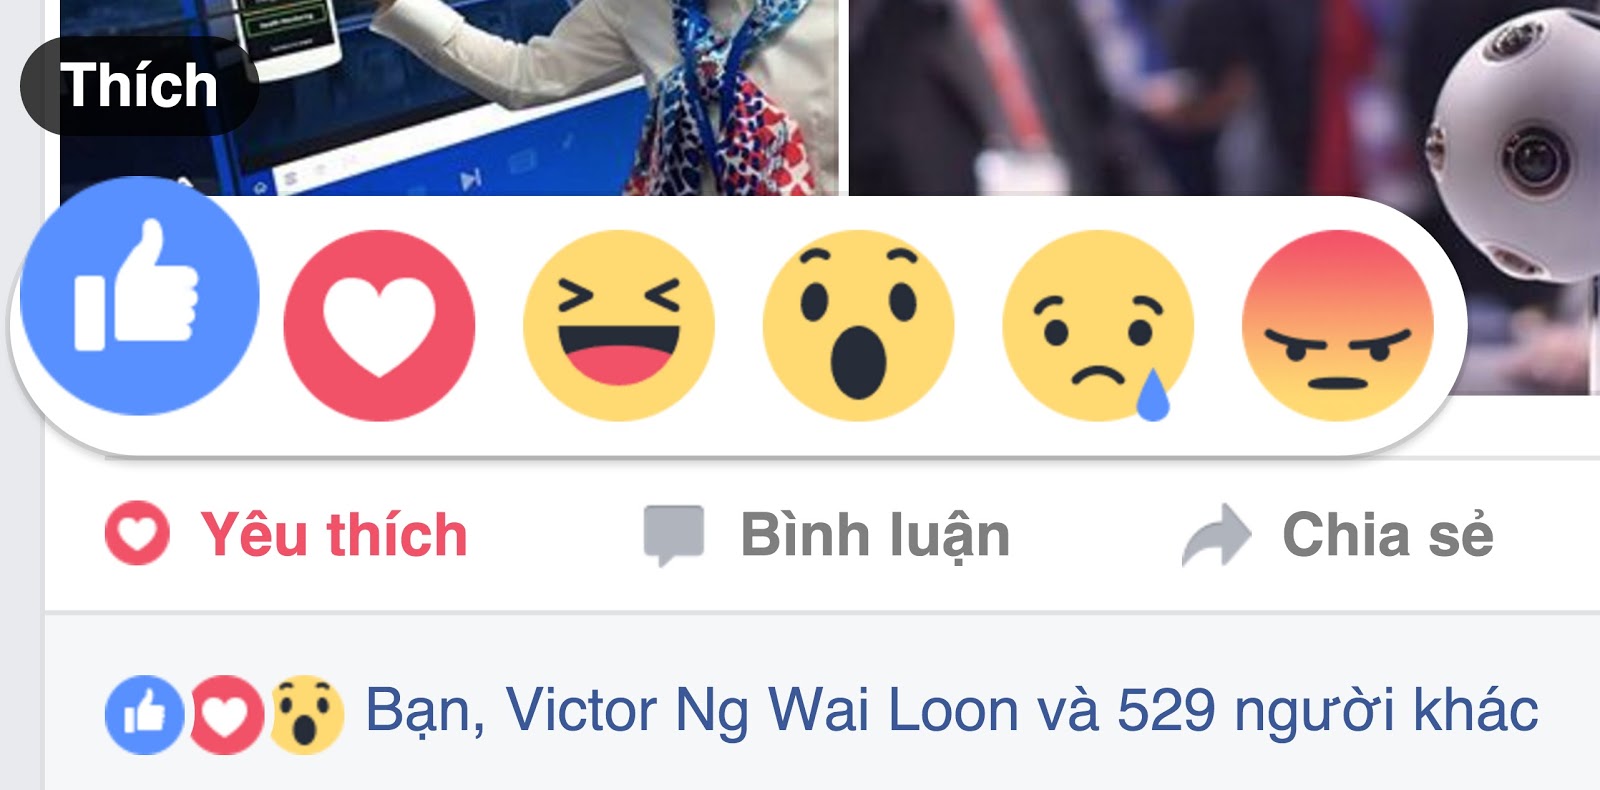 Thích
Yêu thích
Bình luận
Chia sẻ
Bạn, Victor Ng Wai Loon và 529 người khác